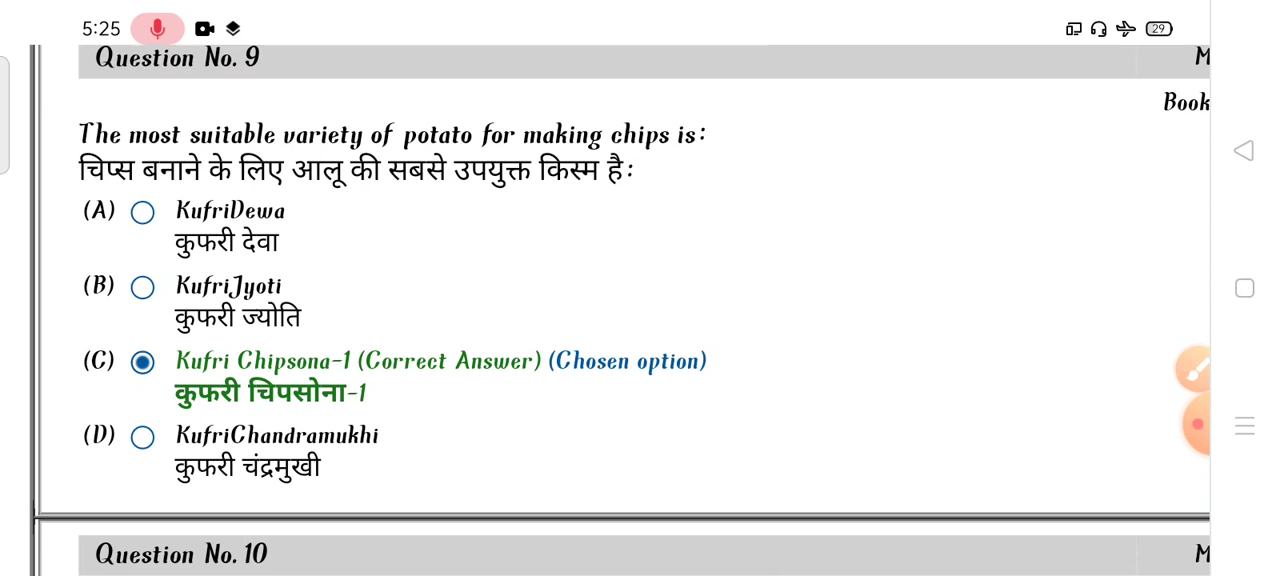 5:25
29
Question No. 9
Book
The most suitable variety of potato for making chips is:
चिप्स बनाने के लिए आलू की सबसे उपयुक्त किस्म है:
(A) KufriDewa
कुफरी देवा
(B) KufriJyoti
कुफरी ज्योति
(C) Kufri Chipsona-1 (Correct Answer) (Chosen option)
कुफरी चिपसोना-1
(D) KufriChandramukhi
कुफरी चंद्रमुखी
Question No. 10